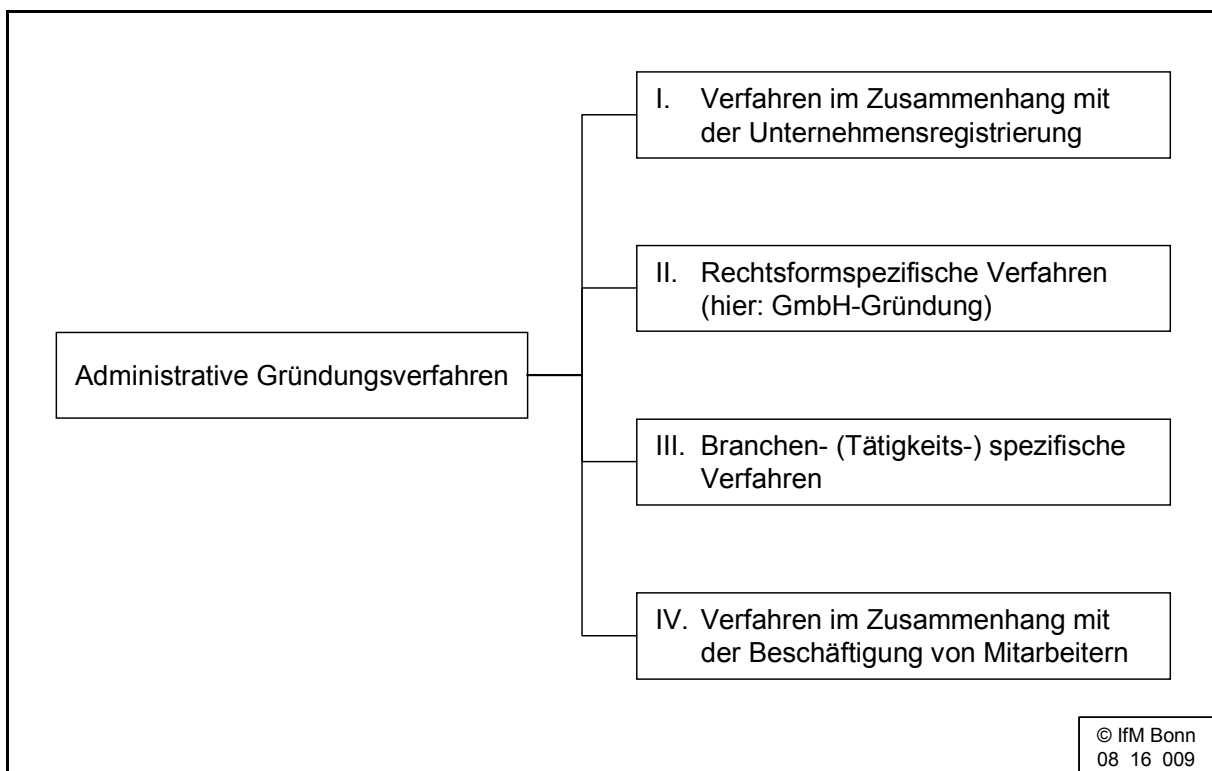 I. Verfahren im Zusammenhang mit
der Unternehmensregistrierung
II. Rechtsformspezifische Verfahren
(hier: GmbH-Gründung)
Administrative Gründungsverfahren
III. Branchen- (Tätigkeits-) spezifische
Verfahren
IV. Verfahren im Zusammenhang mit
der Beschäftigung von Mitarbeitern
© IfM Bonn
08 16 009